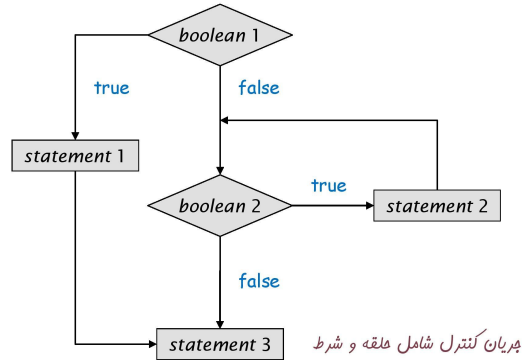 boolean 1
true
false
statement 1
boolean 2
true
statement 2
false
statement 3
جریان کنترل شامل حلقه و شرط